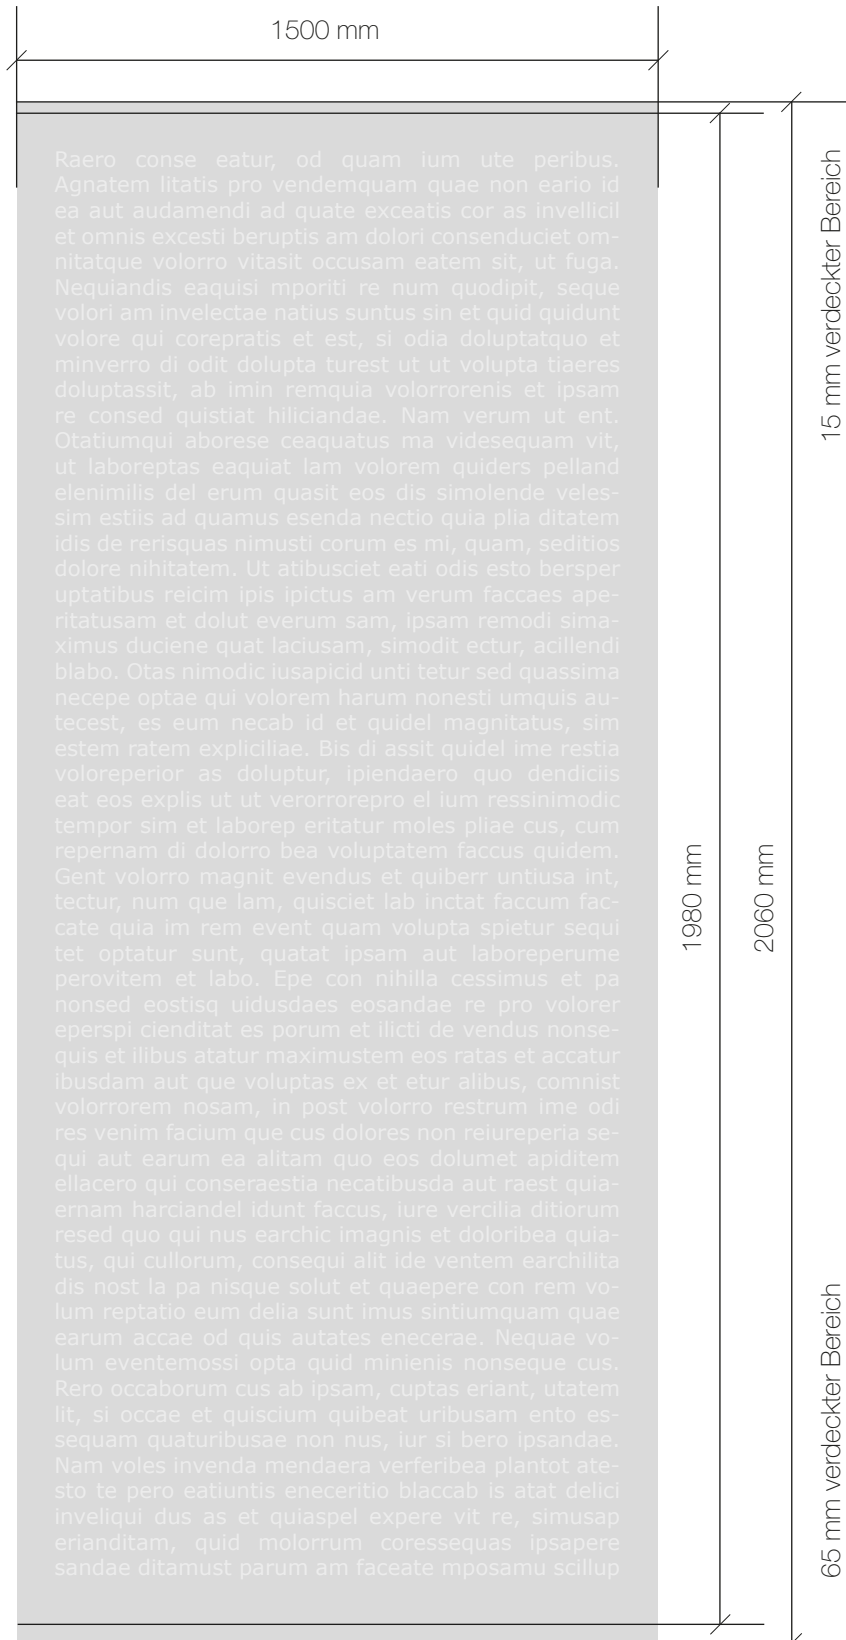 1500 mm
15 mm verdeckter Bereich
Raero conse eatur, od quam ium ute peribus.
Agnatem litatis pro vendemquam quae non eario id
ea aut audamendi ad quate exceatis cor as invellicil
et omnis excesti beruptis am dolori consenduciet om-
nitatque volorro vitasit occusam eatem sit, ut fuga.
Nequiandis eaquisi mporiti re num quodipit, seque
volori am invelectae natius suntus sin et quid quidunt
volore qui corepratis et est, si odia doluptatquo et
minverro di odit dolupta turest ut ut volupta tiaeres
doluptassit, ab imin remquia volorrorenis et ipsam
re consed quistiat hiliciandae. Nam verum ut ent.
Otatiumqui aborese ceaquatus ma videsequam vit,
ut laboreptas eaquiat lam volorem quiders pelland
elenimilis del erum quasit eos dis simolende veles-
sim estiis ad quamus esenda nectio quia plia ditatem
idis de rerisquas nimusti corum es mi, quam, seditios
dolore nihitatem. Ut atibusciet eati odis esto bersper
uptatibus reicim ipis ipictus am verum faccaes ape-
ritatusam et dolut everum sam, ipsam remodi sima-
ximus duciene quat laciusam, simodit ectur, acillendi
blabo. Otas nimodic iusapicid unti tetur sed quassima
necepe optae qui volorem harum nonesti umquis au-
tecest, es eum necab id et quidel magnitatus, sim
estem ratem expliciliae. Bis di assit quidel ime restia
voloreperior as doluptur, ipiendaero quo dendiciis
eat eos explis ut ut verorrorepro el ium ressinimodic
tempor sim et laborep eritatur moles pliae cus, cum
repernam di dolorro bea voluptatem faccus quidem.
Gent volorro magnit evendus et quiberr untiusa int,
tectur, num que lam, quisciet lab inctat faccum fac-
cate quia im rem event quam volupta spietur sequi
tet optatur sunt, quatat ipsam aut laboreperume
perovitem et labo. Epe con nihilla cessimus et pa
nonsed eostisq uidusdaes eosandae re pro volorer
eperspi cienditat es porum et ilicti de vendus nonse-
quis et ilibus atatur maximustem eos ratas et accatur
ibusdam aut que voluptas ex et etur alibus, comnist
volorrorem nosam, in post volorro restrum ime odi
res venim facium que cus dolores non reiureperia se-
qui aut earum ea alitam quo eos dolumet apiditem
ellacero qui conseraestia necatibusda aut raest quia-
ernam harciandel idunt faccus, iure vercilia ditiorum
resed quo qui nus earchic imagnis et doloribea quia-
tus, qui cullorum, consequi alit ide ventem earchilita
dis nost la pa nisque solut et quaepere con rem vo-
lum reptatio eum delia sunt imus sintiumquam quae
earum accae od quis autates enecerae. Nequae vo-
lum eventemossi opta quid minienis nonseque cus.
Rero occaborum cus ab ipsam, cuptas eriant, utatem
lit, si occae et quiscium quibeat uribusam ento es-
sequam quaturibusae non nus, iur si bero ipsandae.
Nam voles invenda mendaera verferibea plantot ate-
sto te pero eatiuntis eneceritio blaccab is atat delici
inveliqui dus as et quiaspel expere vit re, simusap
erianditam, quid molorrum coressequas ipsapere
sandae ditamust parum am faceate mposamu scillup
1980 mm
2060 mm
65 mm verdeckter Bereich